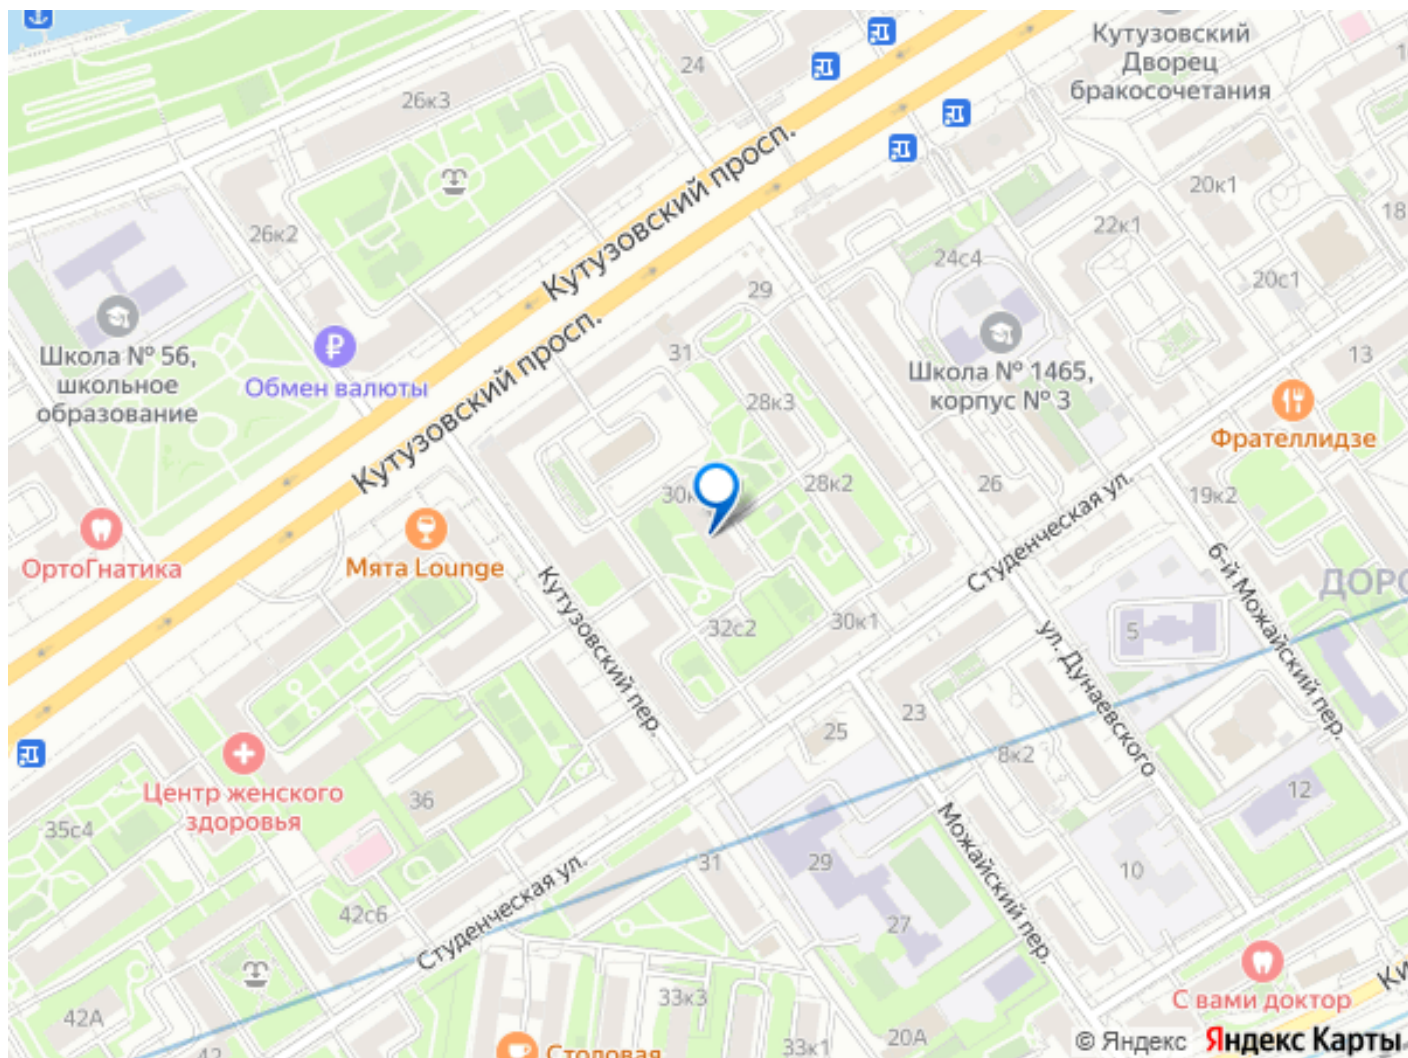 Кутузовский
Дворец
бракосочетания
24
26к3
Кутузовский просп.
20к1
18
22к1
26к2
24с4
20с1
29
Школа № 56,
школьное
образование
Обмен валюты
Кутузовский просп.
31
Школа № 1465,
корпус № 3
13
28к3
Фрателлидзе
28к2
26
19к2
Студенческая ул.
ОртоГнатика
Мята Lounge
6-й Можайский пер.
Кутузовский пер.
32с2
30к1
5
ул. Дунаевского
23
25
8к2
Центр женского
здоровья
36
12
35с4
Можайский пер.
31
29
10
42с6
Студенческая ул.
27
33к3
С вами доктор
42А
20А
33к1
42
Столовая
© Яндекс Яндекс Карты